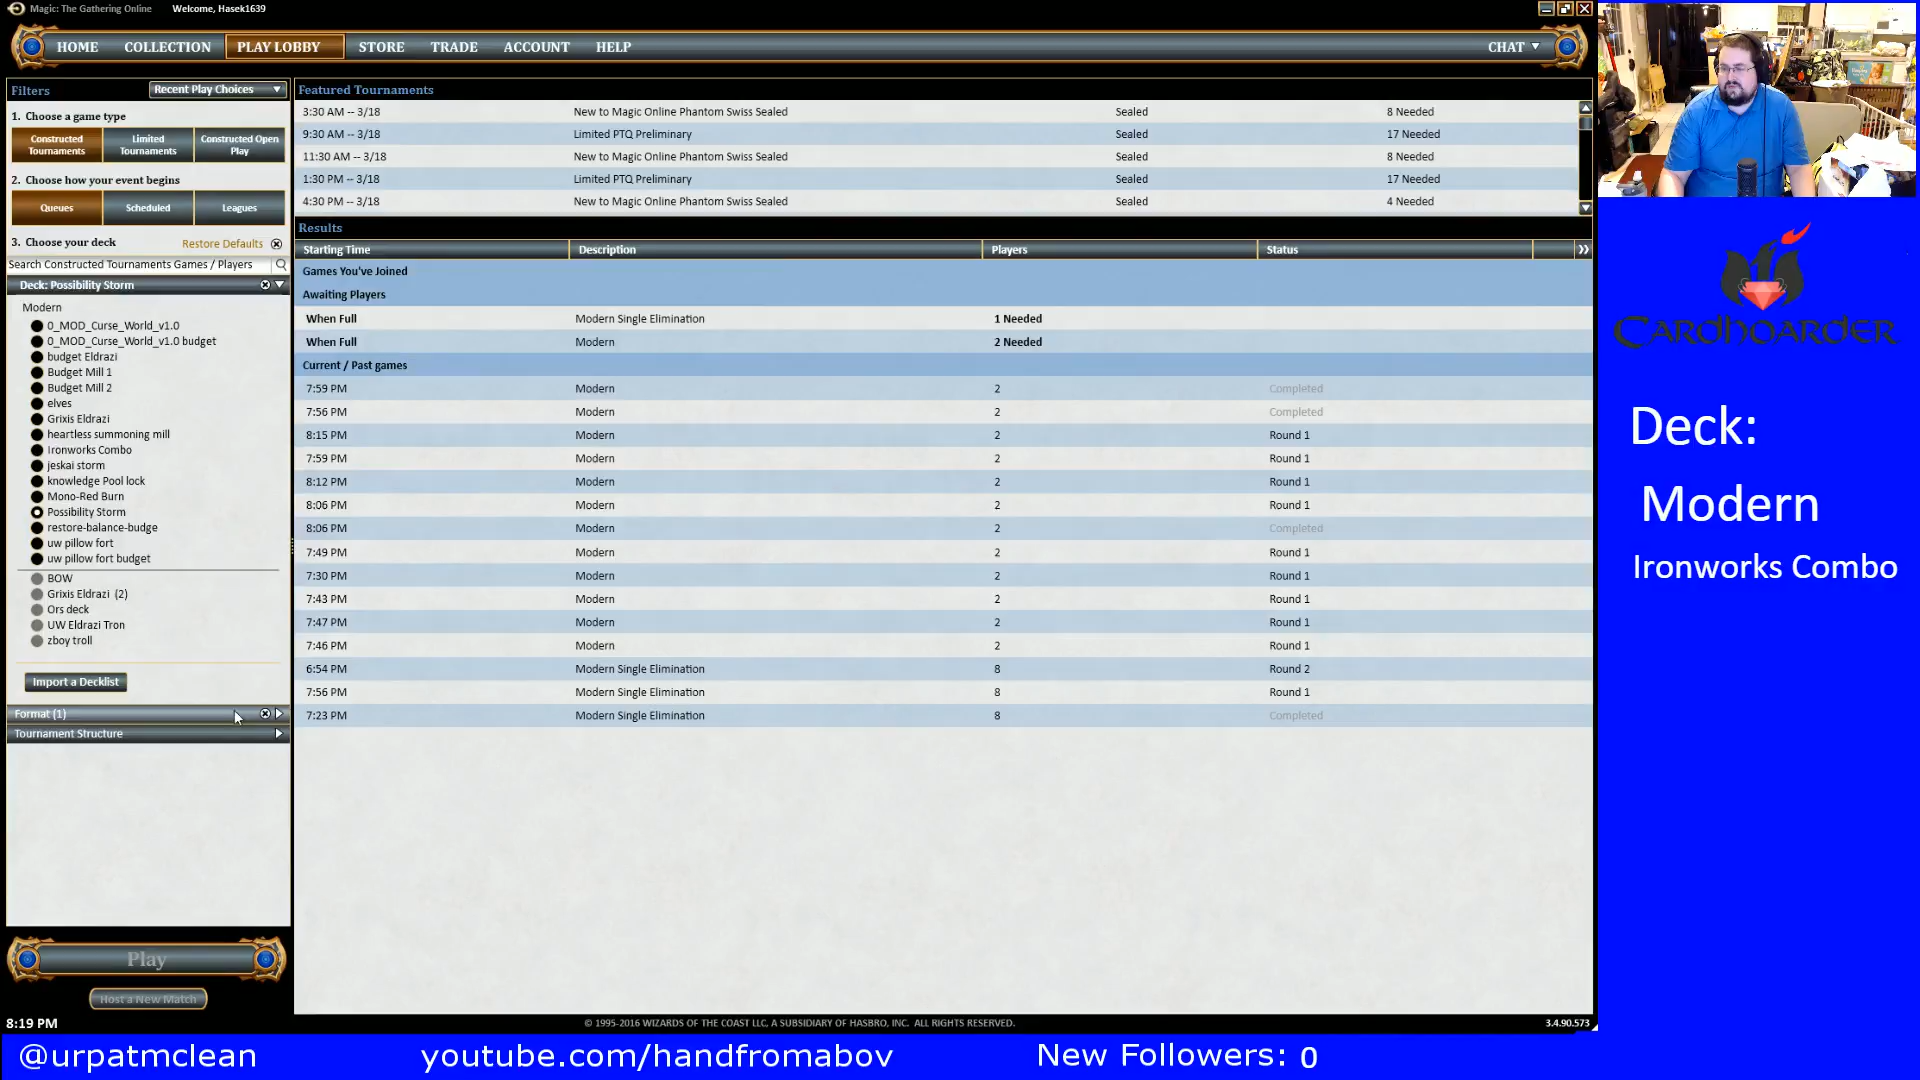 Magic: The Gathering Online Welcome, Hasek1639
HOME COLLECTION PLAY LOBBY STORE TRADE ACCOUNT HELP CHAT
Filters Recent Play Choices
1. Choose a game type
Constructed Tournaments Limited Tournaments Constructed Open Play
2. Choose how your event begins
Queues Scheduled Leagues
3. Choose your deck Restore Defaults
Search Constructed Tournaments Games / Players
Deck: Possibility Storm
Modern
0_MOD_Curse_World_v1.0
0_MOD_Curse_World_v1.0 budget
budget Eldrazi
Budget Mill 1
Budget Mill 2
elves
Grixis Eldrazi
heartless summoning mill
Ironworks Combo
jeskai storm
knowledge Pool lock
Mono-Red Burn
Possibility Storm
restore-balance-budge
uw pillow fort
uw pillow fort budget
BOW
Grixis Eldrazi (2)
Ors deck
UW Eldrazi Tron
zboy troll
Import a Decklist
Format (1)
Tournament Structure
Play
Host a New Match
8:19 PM
Featured Tournaments
3:30 AM -- 3/18 New to Magic Online Phantom Swiss Sealed Sealed 8 Needed
9:30 AM -- 3/18 Limited PTQ Preliminary Sealed 17 Needed
11:30 AM -- 3/18 New to Magic Online Phantom Swiss Sealed Sealed 8 Needed
1:30 PM -- 3/18 Limited PTQ Preliminary Sealed 17 Needed
4:30 PM -- 3/18 New to Magic Online Phantom Swiss Sealed Sealed 4 Needed
Results
Starting Time Description Players Status
Games You've Joined
Awaiting Players
When Full Modern Single Elimination 1 Needed
When Full Modern 2 Needed
Current / Past games
7:59 PM Modern 2 Completed
7:56 PM Modern 2 Completed
8:15 PM Modern 2 Round 1
7:59 PM Modern 2 Round 1
8:12 PM Modern 2 Round 1
8:06 PM Modern 2 Round 1
8:06 PM Modern 2 Completed
7:49 PM Modern 2 Round 1
7:30 PM Modern 2 Round 1
7:43 PM Modern 2 Round 1
7:47 PM Modern 2 Round 1
7:46 PM Modern 2 Round 1
6:54 PM Modern Single Elimination 8 Round 2
7:56 PM Modern Single Elimination 8 Round 1
7:23 PM Modern Single Elimination 8 Completed
© 1995-2016 WIZARDS OF THE COAST LLC, A SUBSIDIARY OF HASBRO, INC. ALL RIGHTS RESERVED. 3.4.90.573
CARDHOARDER
Deck:
Modern
Ironworks Combo
@urpatmclean youtube.com/handfromabov New Followers: 0